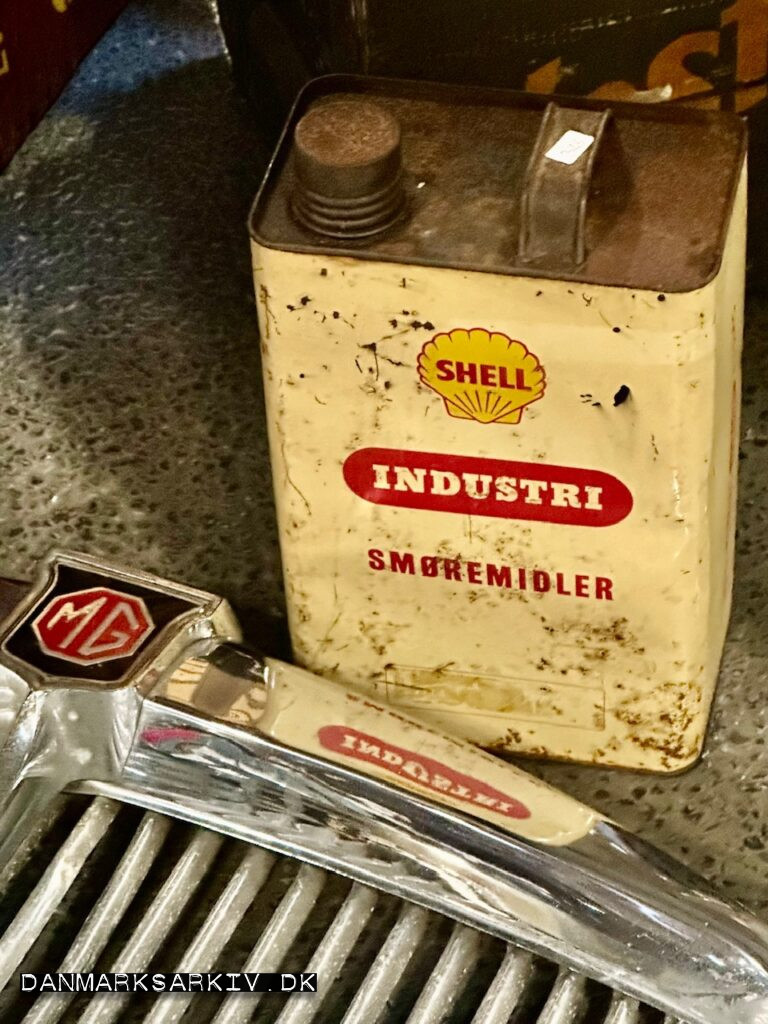 SHELL
INDUSTRI
SMØREMIDLER
MG
INDUSTRI
DANMARKSARKIV.DK